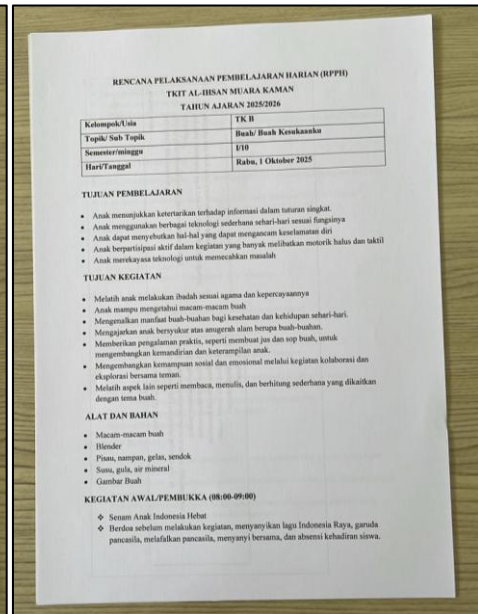 RENCANA PELAKSANAAN PEMBELAJARAN HARIAN (RPPH)
TKIT AL-IHSAN MUARA KAMAN
TAHUN AJARAN 2025/2026
Kelompok/Usia TK B
Topik/ Sub Topik Buah/ Buah Kesukaanku
Semester/minggu I/10
Hari/Tanggal Rabu, 1 Oktober 2025
TUJUAN PEMBELAJARAN
• Anak menunjukkan ketertarikan terhadap informasi dalam tuturan singkat.
• Anak menggunakan berbagai teknologi sederhana sehari-hari sesuai fungsinya
• Anak dapat menyebutkan hal-hal yang dapat mengancam keselamatan diri
• Anak berpartisipasi aktif dalam kegiatan yang banyak melibatkan motorik halus dan taktil
• Anak merekayasa teknologi untuk memecahkan masalah
TUJUAN KEGIATAN
• Melatih anak melakukan ibadah sesuai agama dan kepercayaannya
• Anak mampu mengetahui macam-macam buah
• Mengenalkan manfaat buah-buahan bagi kesehatan dan kehidupan sehari-hari.
• Mengajarkan anak bersyukur atas anugerah alam berupa buah-buahan.
• Memberikan pengalaman praktis, seperti membuat jus dan sop buah, untuk
mengembangkan kemandirian dan keterampilan anak.
• Mengembangkan kemampuan sosial dan emosional melalui kegiatan kolaborasi dan
eksplorasi bersama teman.
• Melatih aspek lain seperti membaca, menulis, dan berhitung sederhana yang dikaitkan
dengan tema buah.
ALAT DAN BAHAN
• Macam-macam buah
• Blender
• Pisau, nampan, gelas, sendok
• Susu, gula, air mineral
• Gambar Buah
KEGIATAN AWAL/PEMBUKKA (08:00-09:00)
❖ Senam Anak Indonesia Hebat
❖ Berdoa sebelum melakukan kegiatan, menyanyikan lagu Indonesia Raya, garuda
pancasila, melafalkan pancasila, menyanyi bersama, dan absensi kehadiran siswa.